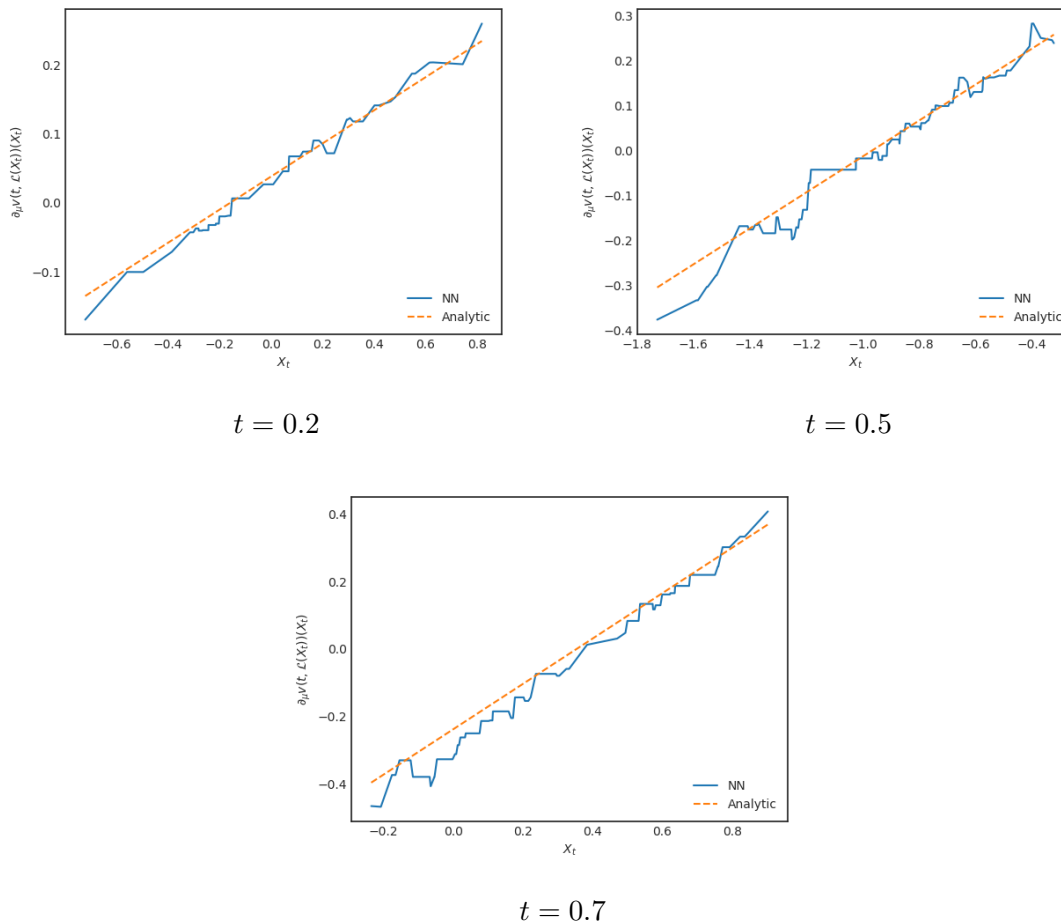 ∂μv(t, ℒ(Xt))(Xt)
0.2
0.1
0.0
−0.1
NN
Analytic
−0.6 −0.4 −0.2 0.0 0.2 0.4 0.6 0.8
Xt
t = 0.2
∂μv(t, ℒ(Xt))(Xt)
0.3
0.2
0.1
0.0
−0.1
−0.2
−0.3
−0.4
NN
Analytic
−1.8 −1.6 −1.4 −1.2 −1.0 −0.8 −0.6 −0.4
Xt
t = 0.5
∂μv(t, ℒ(Xt))(Xt)
0.4
0.2
0.0
−0.2
−0.4
NN
Analytic
−0.2 0.0 0.2 0.4 0.6 0.8
Xt
t = 0.7